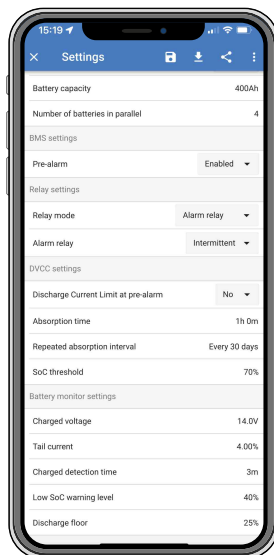 15:19
Settings
Battery capacity 400Ah
Number of batteries in parallel 4
BMS settings
Pre-alarm Enabled
Relay settings
Relay mode Alarm relay
Alarm relay Intermittent
DVCC settings
Discharge Current Limit at pre-alarm No
Absorption time 1h 0m
Repeated absorption interval Every 30 days
SoC threshold 70%
Battery monitor settings
Charged voltage 14.0V
Tail current 4.00%
Charged detection time 3m
Low SoC warning level 40%
Discharge floor 25%